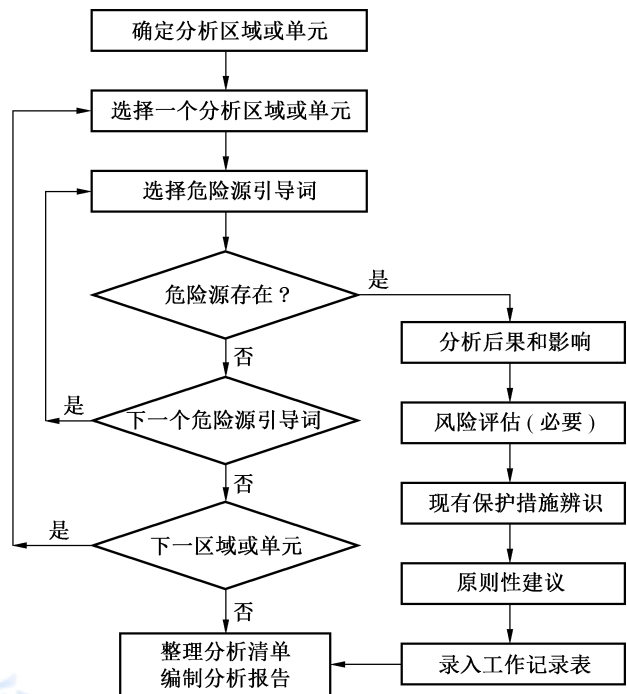 确定分析区域或单元
选择一个分析区域或单元
选择危险源引导词
危险源存在？
是
分析后果和影响
否
下一个危险源引导词
是
风险评估(必要)
否
现有保护措施辨识
是
下一区域或单元
原则性建议
否
整理分析清单
编制分析报告
录入工作记录表